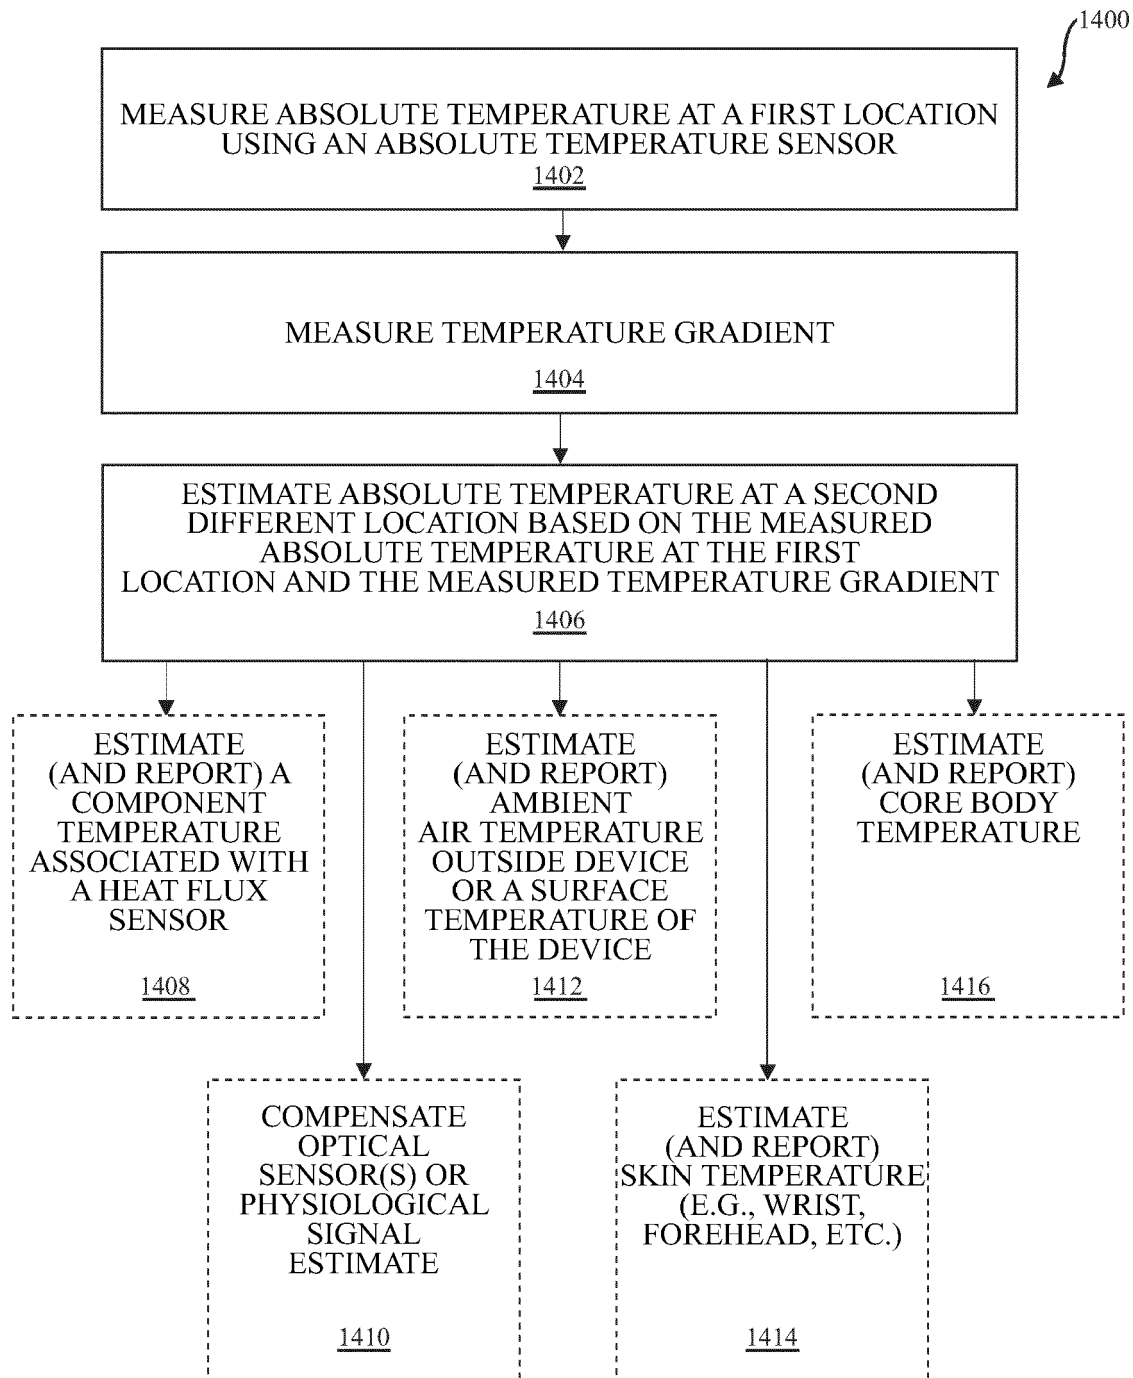 1400
MEASURE ABSOLUTE TEMPERATURE AT A FIRST LOCATION
USING AN ABSOLUTE TEMPERATURE SENSOR
1402
MEASURE TEMPERATURE GRADIENT
1404
ESTIMATE ABSOLUTE TEMPERATURE AT A SECOND
DIFFERENT LOCATION BASED ON THE MEASURED
ABSOLUTE TEMPERATURE AT THE FIRST
LOCATION AND THE MEASURED TEMPERATURE GRADIENT
1406
ESTIMATE
(AND REPORT) A
COMPONENT
TEMPERATURE
ASSOCIATED WITH
A HEAT FLUX
SENSOR
1408
ESTIMATE
(AND REPORT)
AMBIENT
AIR TEMPERATURE
OUTSIDE DEVICE
OR A SURFACE
TEMPERATURE OF
THE DEVICE
1412
ESTIMATE
(AND REPORT)
CORE BODY
TEMPERATURE
1416
COMPENSATE
OPTICAL
SENSOR(S) OR
PHYSIOLOGICAL
SIGNAL
ESTIMATE
1410
ESTIMATE
(AND REPORT)
SKIN TEMPERATURE
(E.G., WRIST,
FOREHEAD, ETC.)
1414